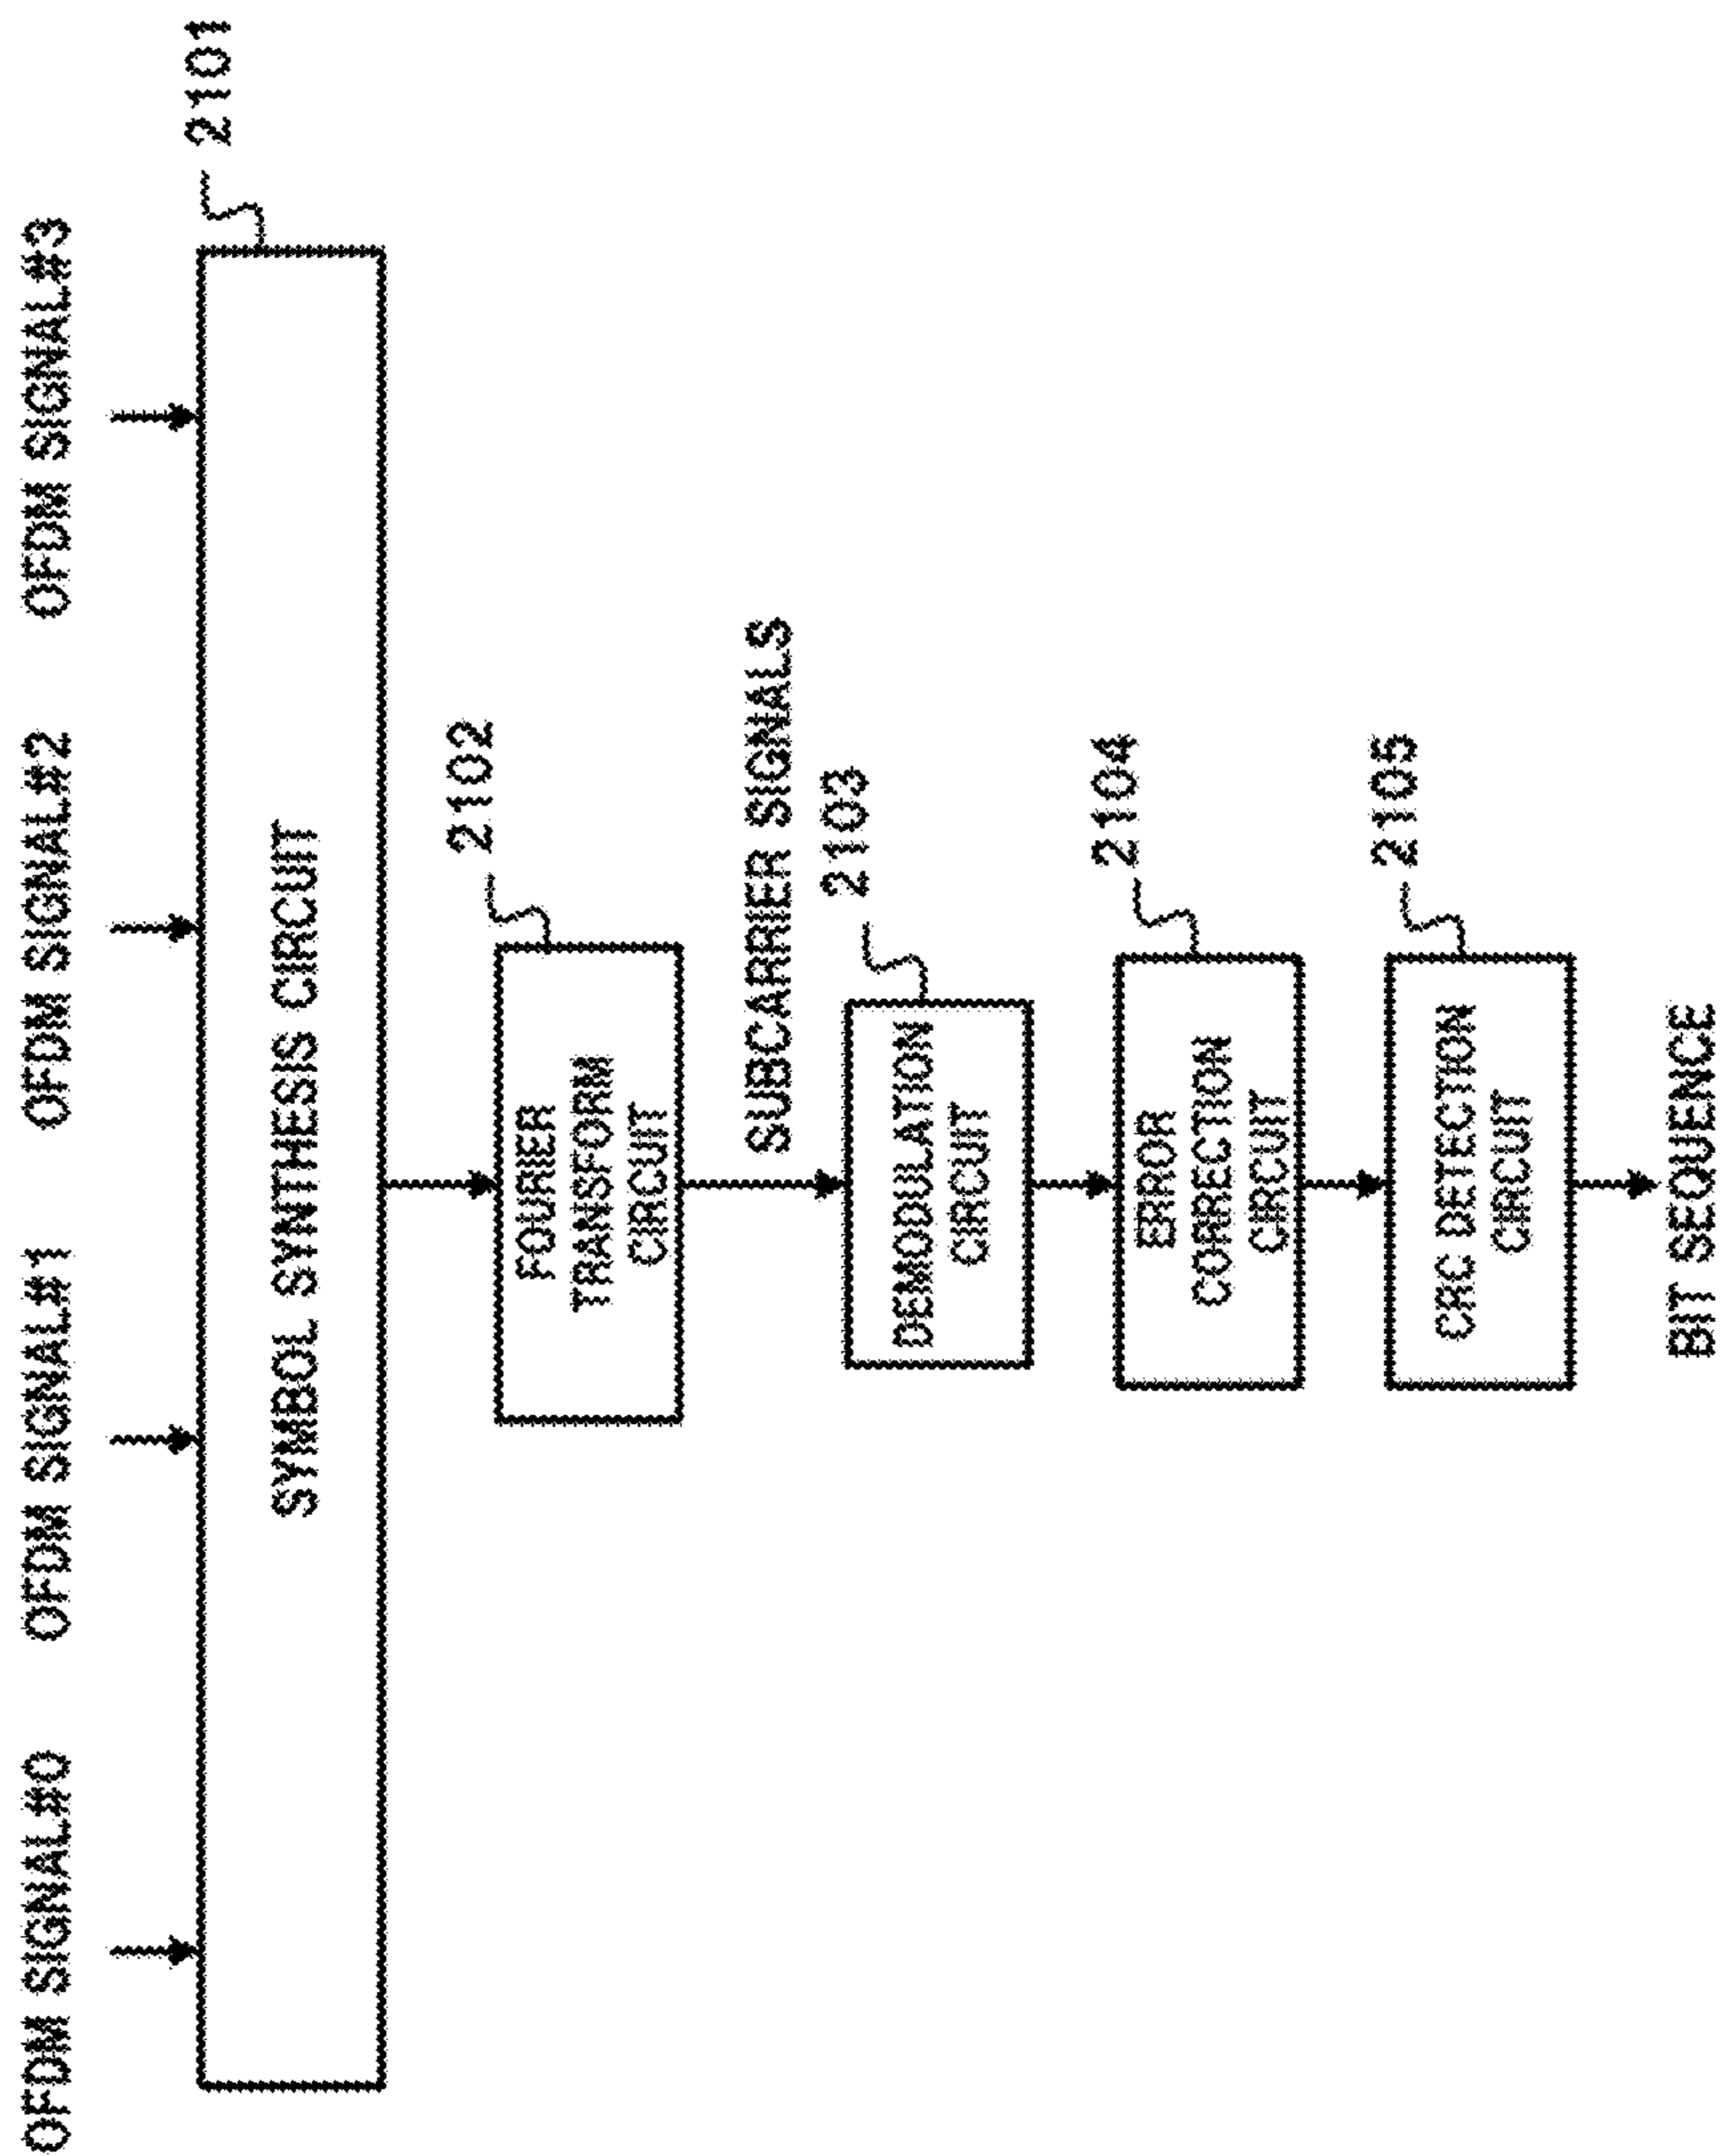 OFDM SIGNAL#0
OFDM SIGNAL#1
OFDM SIGNAL#2
OFDM SIGNAL#3
2101
SYMBOL SYNTHESIS CIRCUIT
2102
FOURIER
TRANSFORM
CIRCUIT
SUBCARRIER SIGNALS
2103
DEMODULATION
CIRCUIT
2104
ERROR
CORRECTION
CIRCUIT
2105
CRC DETECTION
CIRCUIT
BIT SEQUENCE